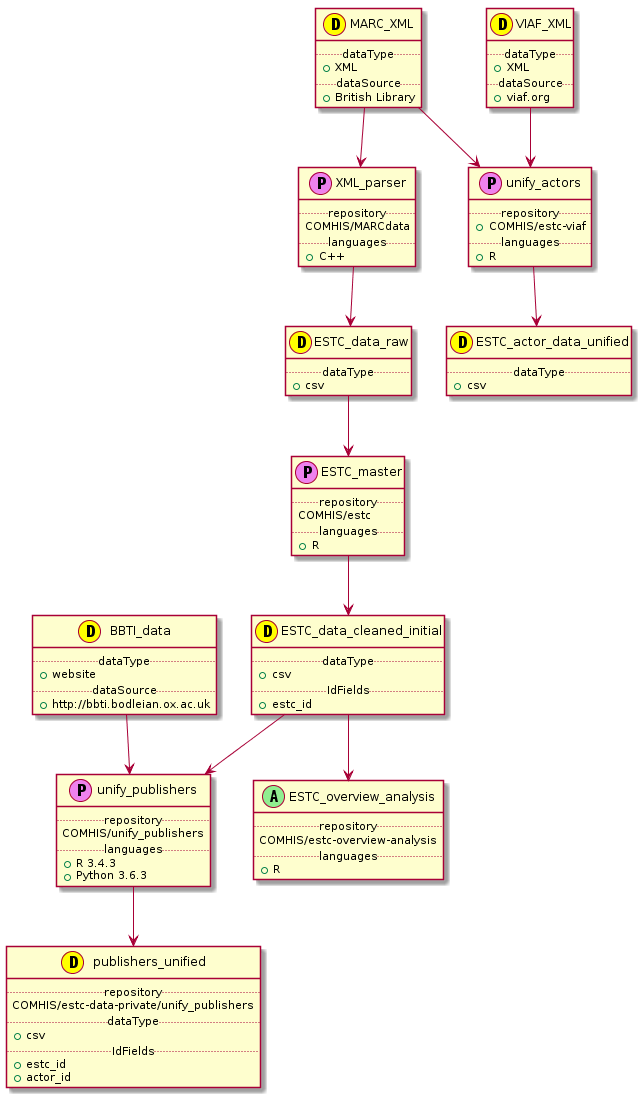 D MARC_XML
dataType
XML
dataSource
British Library
D VIAF_XML
dataType
XML
dataSource
viaf.org
P XML_parser
repository
COMHIS/MARCdata
languages
C++
P unify_actors
repository
COMHIS/estc-viaf
languages
R
D ESTC_data_raw
dataType
csv
D ESTC_actor_data_unified
dataType
csv
P ESTC_master
repository
COMHIS/estc
languages
R
D BBTI_data
dataType
website
dataSource
http://bbti.bodleian.ox.ac.uk
D ESTC_data_cleaned_initial
dataType
csv
IdFields
estc_id
P unify_publishers
repository
COMHIS/unify_publishers
languages
R 3.4.3
Python 3.6.3
A ESTC_overview_analysis
repository
COMHIS/estc-overview-analysis
languages
R
D publishers_unified
repository
COMHIS/estc-data-private/unify_publishers
dataType
csv
IdFields
estc_id
actor_id